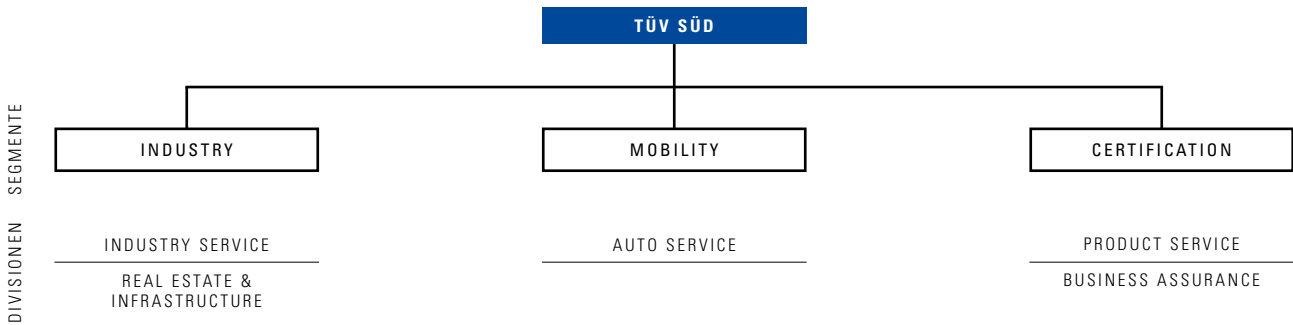 TÜV SÜD
SEGMENTE
INDUSTRY
MOBILITY
CERTIFICATION
DIVISIONEN
INDUSTRY SERVICE
REAL ESTATE &
INFRASTRUCTURE
AUTO SERVICE
PRODUCT SERVICE
BUSINESS ASSURANCE